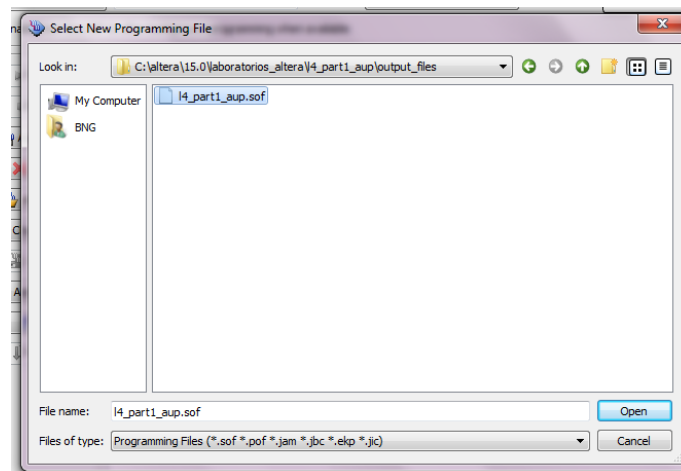 Select New Programming File
Look in: C:\altera\15.0\laboratorios_altera\l4_part1_aup\output_files
My Computer
BNG
l4_part1_aup.sof
File name: l4_part1_aup.sof
Open
Files of type: Programming Files (*.sof *.pof *.jam *.jbc *.ekp *.jic)
Cancel